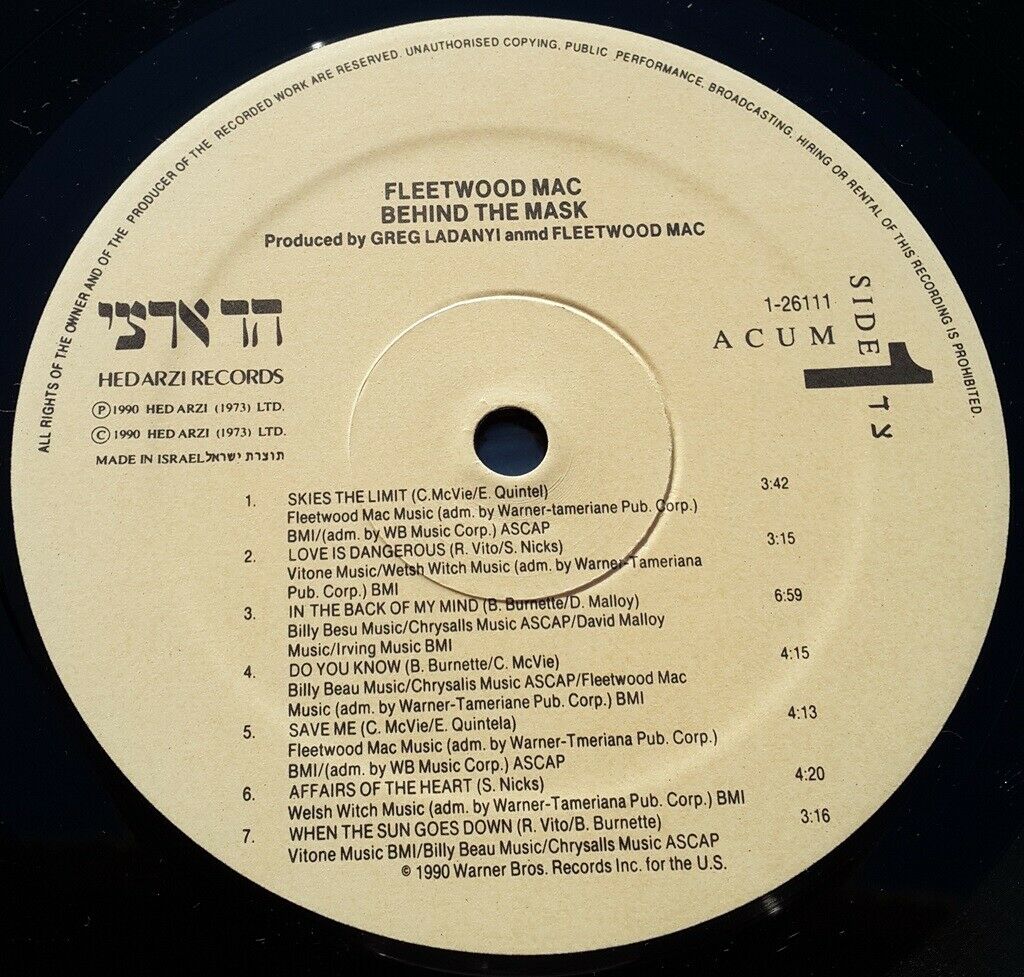 ALL RIGHTS OF THE OWNER AND OF THE PRODUCER OF THE RECORDED WORK ARE RESERVED. UNAUTHORISED COPYING, PUBLIC PERFORMANCE, BROADCASTING, HIRING OR RENTAL OF THIS RECORDING IS PROHIBITED.
FLEETWOOD MAC
BEHIND THE MASK
Produced by GREG LADANYI anmd FLEETWOOD MAC
הד ארצי
HED ARZI RECORDS
Ⓟ1990 HED ARZI (1973) LTD.
Ⓒ 1990 HED ARZI (1973) LTD.
MADE IN ISRAEL תוצרת ישראל
1-26111
ACUM
SIDE
1
צד
1. SKIES THE LIMIT (C.McVie/E. Quintel) 3:42
Fleetwood Mac Music (adm. by Warner-tameriane Pub. Corp.)
BMI/(adm. by WB Music Corp.) ASCAP
2. LOVE IS DANGEROUS (R. Vito/S. Nicks) 3:15
Vitone Music/Welsh Witch Music (adm. by Warner-Tameriana
Pub. Corp.) BMI
3. IN THE BACK OF MY MIND (B. Burnette/D. Malloy) 6:59
Billy Besu Music/Chrysalls Music ASCAP/David Malloy
Music/Irving Music BMI
4. DO YOU KNOW (B. Burnette/C. McVie) 4:15
Billy Beau Music/Chrysalis Music ASCAP/Fleetwood Mac
Music (adm. by Warner-Tameriane Pub. Corp.) BMI
5. SAVE ME (C. McVie/E. Quintela) 4:13
Fleetwood Mac Music (adm. by Warner-Tmeriana Pub. Corp.)
BMI/(adm. by WB Music Corp.) ASCAP
6. AFFAIRS OF THE HEART (S. Nicks) 4:20
Welsh Witch Music (adm. by Warner-Tameriana Pub. Corp.) BMI
7. WHEN THE SUN GOES DOWN (R. Vito/B. Burnette) 3:16
Vitone Music BMI/Billy Beau Music/Chrysalls Music ASCAP
© 1990 Warner Bros. Records Inc. for the U.S.